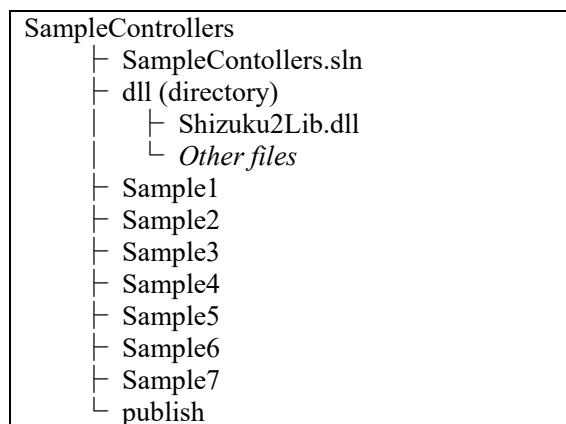 SampleControllers
├ SampleContollers.sln
├ dll (directory)
│ ├ Shizuku2Lib.dll
│ └ Other files
├ Sample1
├ Sample2
├ Sample3
├ Sample4
├ Sample5
├ Sample6
├ Sample7
└ publish